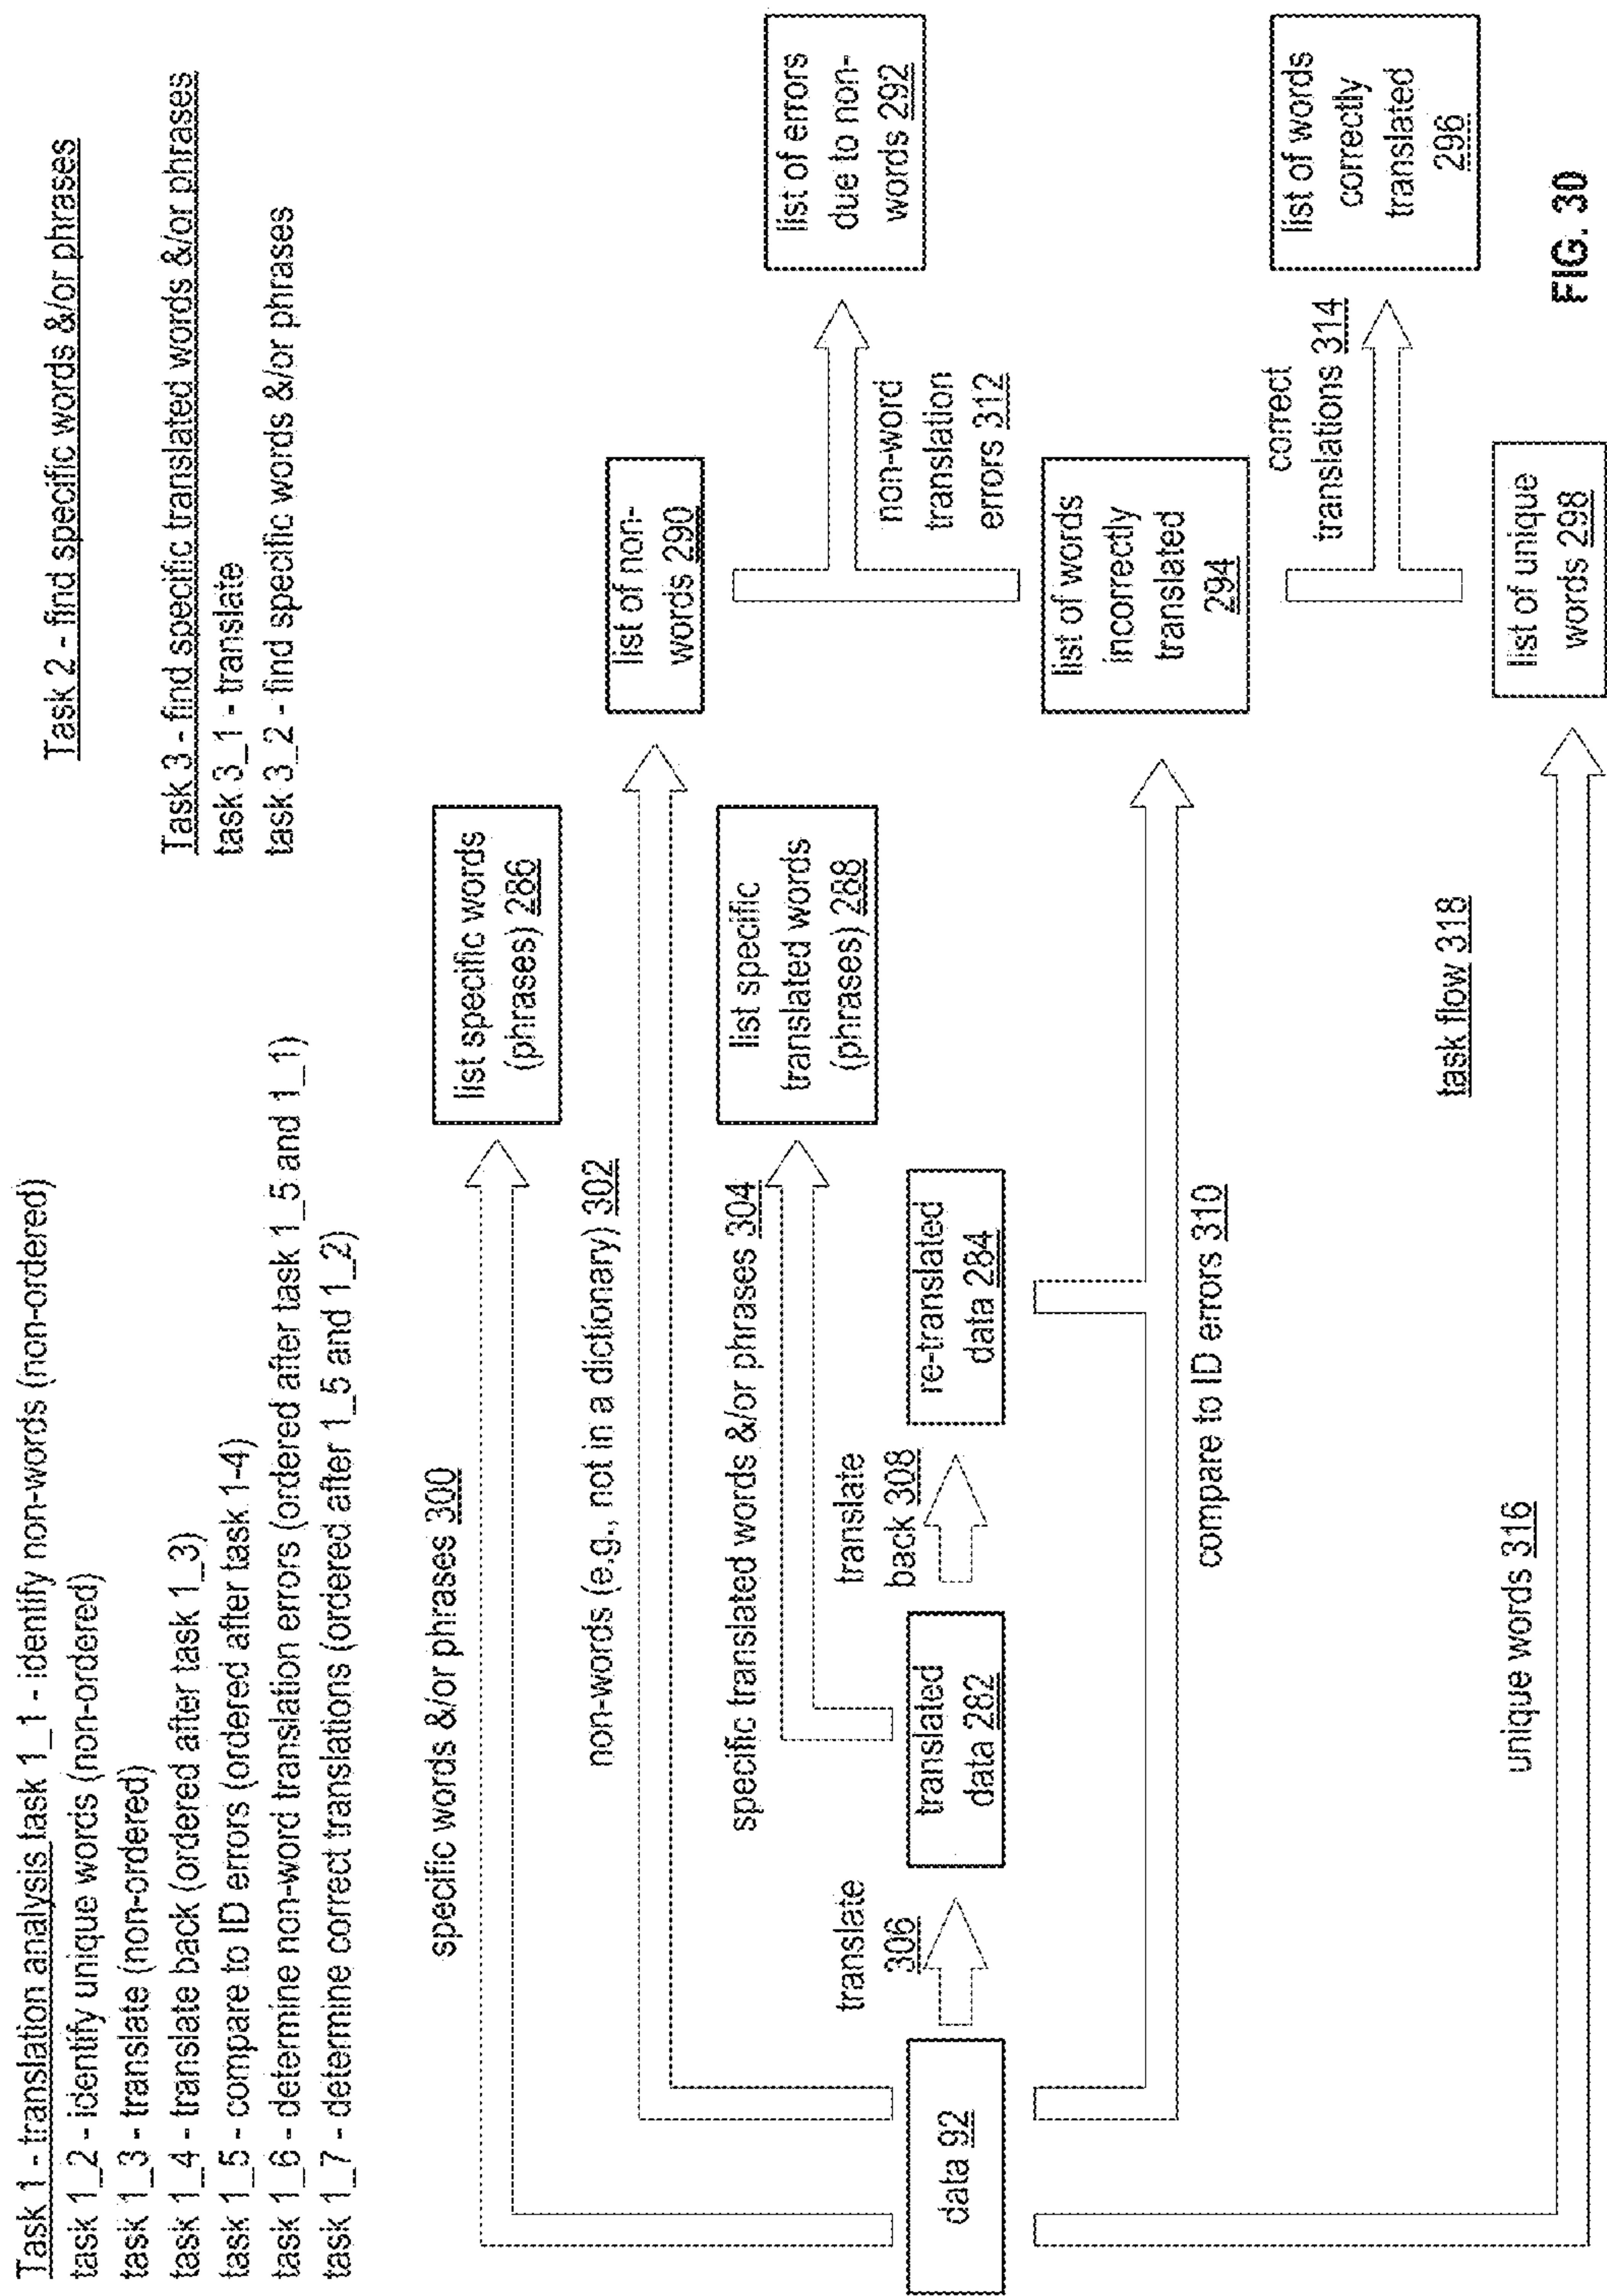 Task 1 - translation analysis task 1_1 - identify non-words (non-ordered)
task 1_2 - identify unique words (non-ordered)
task 1_3 - translate (non-ordered)
task 1_4 - translate back (ordered after task 1_3)
task 1_5 - compare to ID errors (ordered after task 1-4)
task 1_6 - determine non-word translation errors (ordered after task 1_5 and 1_1)
task 1_7 - determine correct translations (ordered after 1_5 and 1_2)
Task 2 - find specific words &/or phrases
Task 3 - find specific translated words &/or phrases
task 3_1 - translate
task 3_2 - find specific words &/or phrases
specific words &/or phrases 300
list specific words
(phrases) 286
non-words (e.g., not in a dictionary) 302
list of non-
words 290
specific translated words &/or phrases 304
list specific
translated words
(phrases) 288
list of errors
due to non-
words 292
non-word
translation
errors 312
data 92
translate
306
translated
data 282
translate
back 308
re-translated
data 284
compare to ID errors 310
list of words
incorrectly
translated
294
correct
translations 314
list of words
correctly
translated
296
unique words 316
task flow 318
list of unique
words 298
FIG. 30